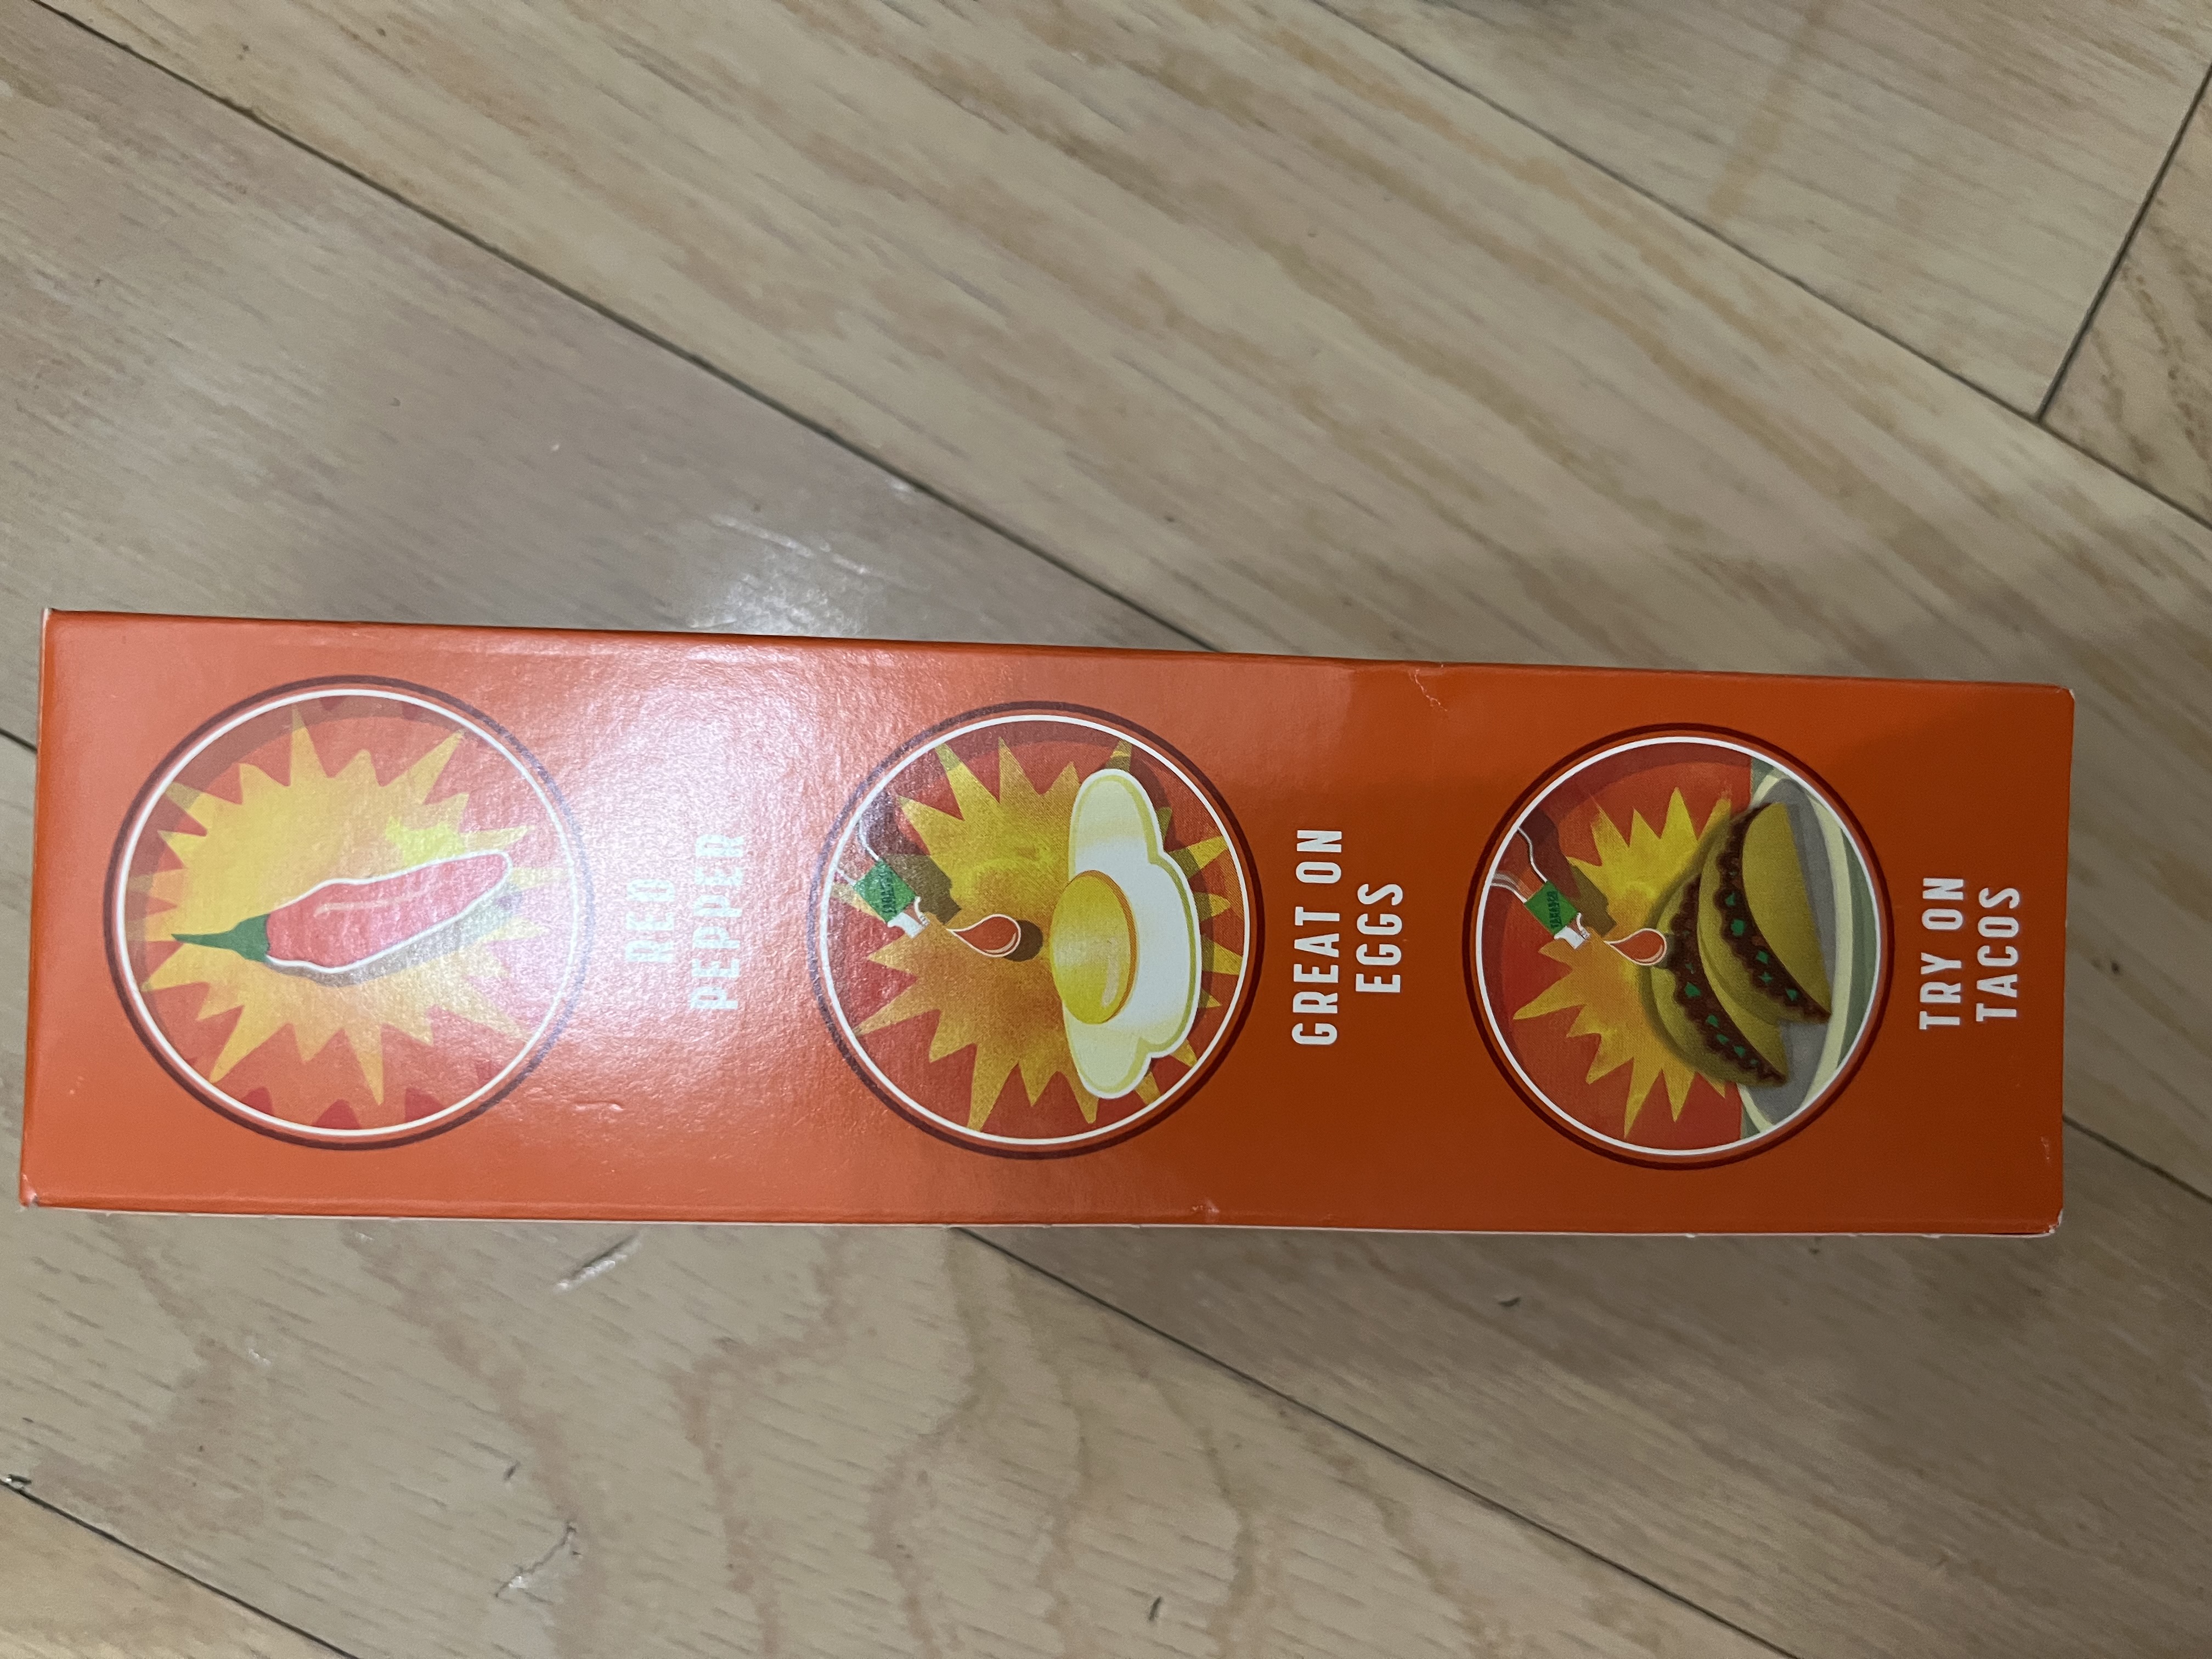 RED
PEPPER
GREAT ON
EGGS
TRY ON
TACOS